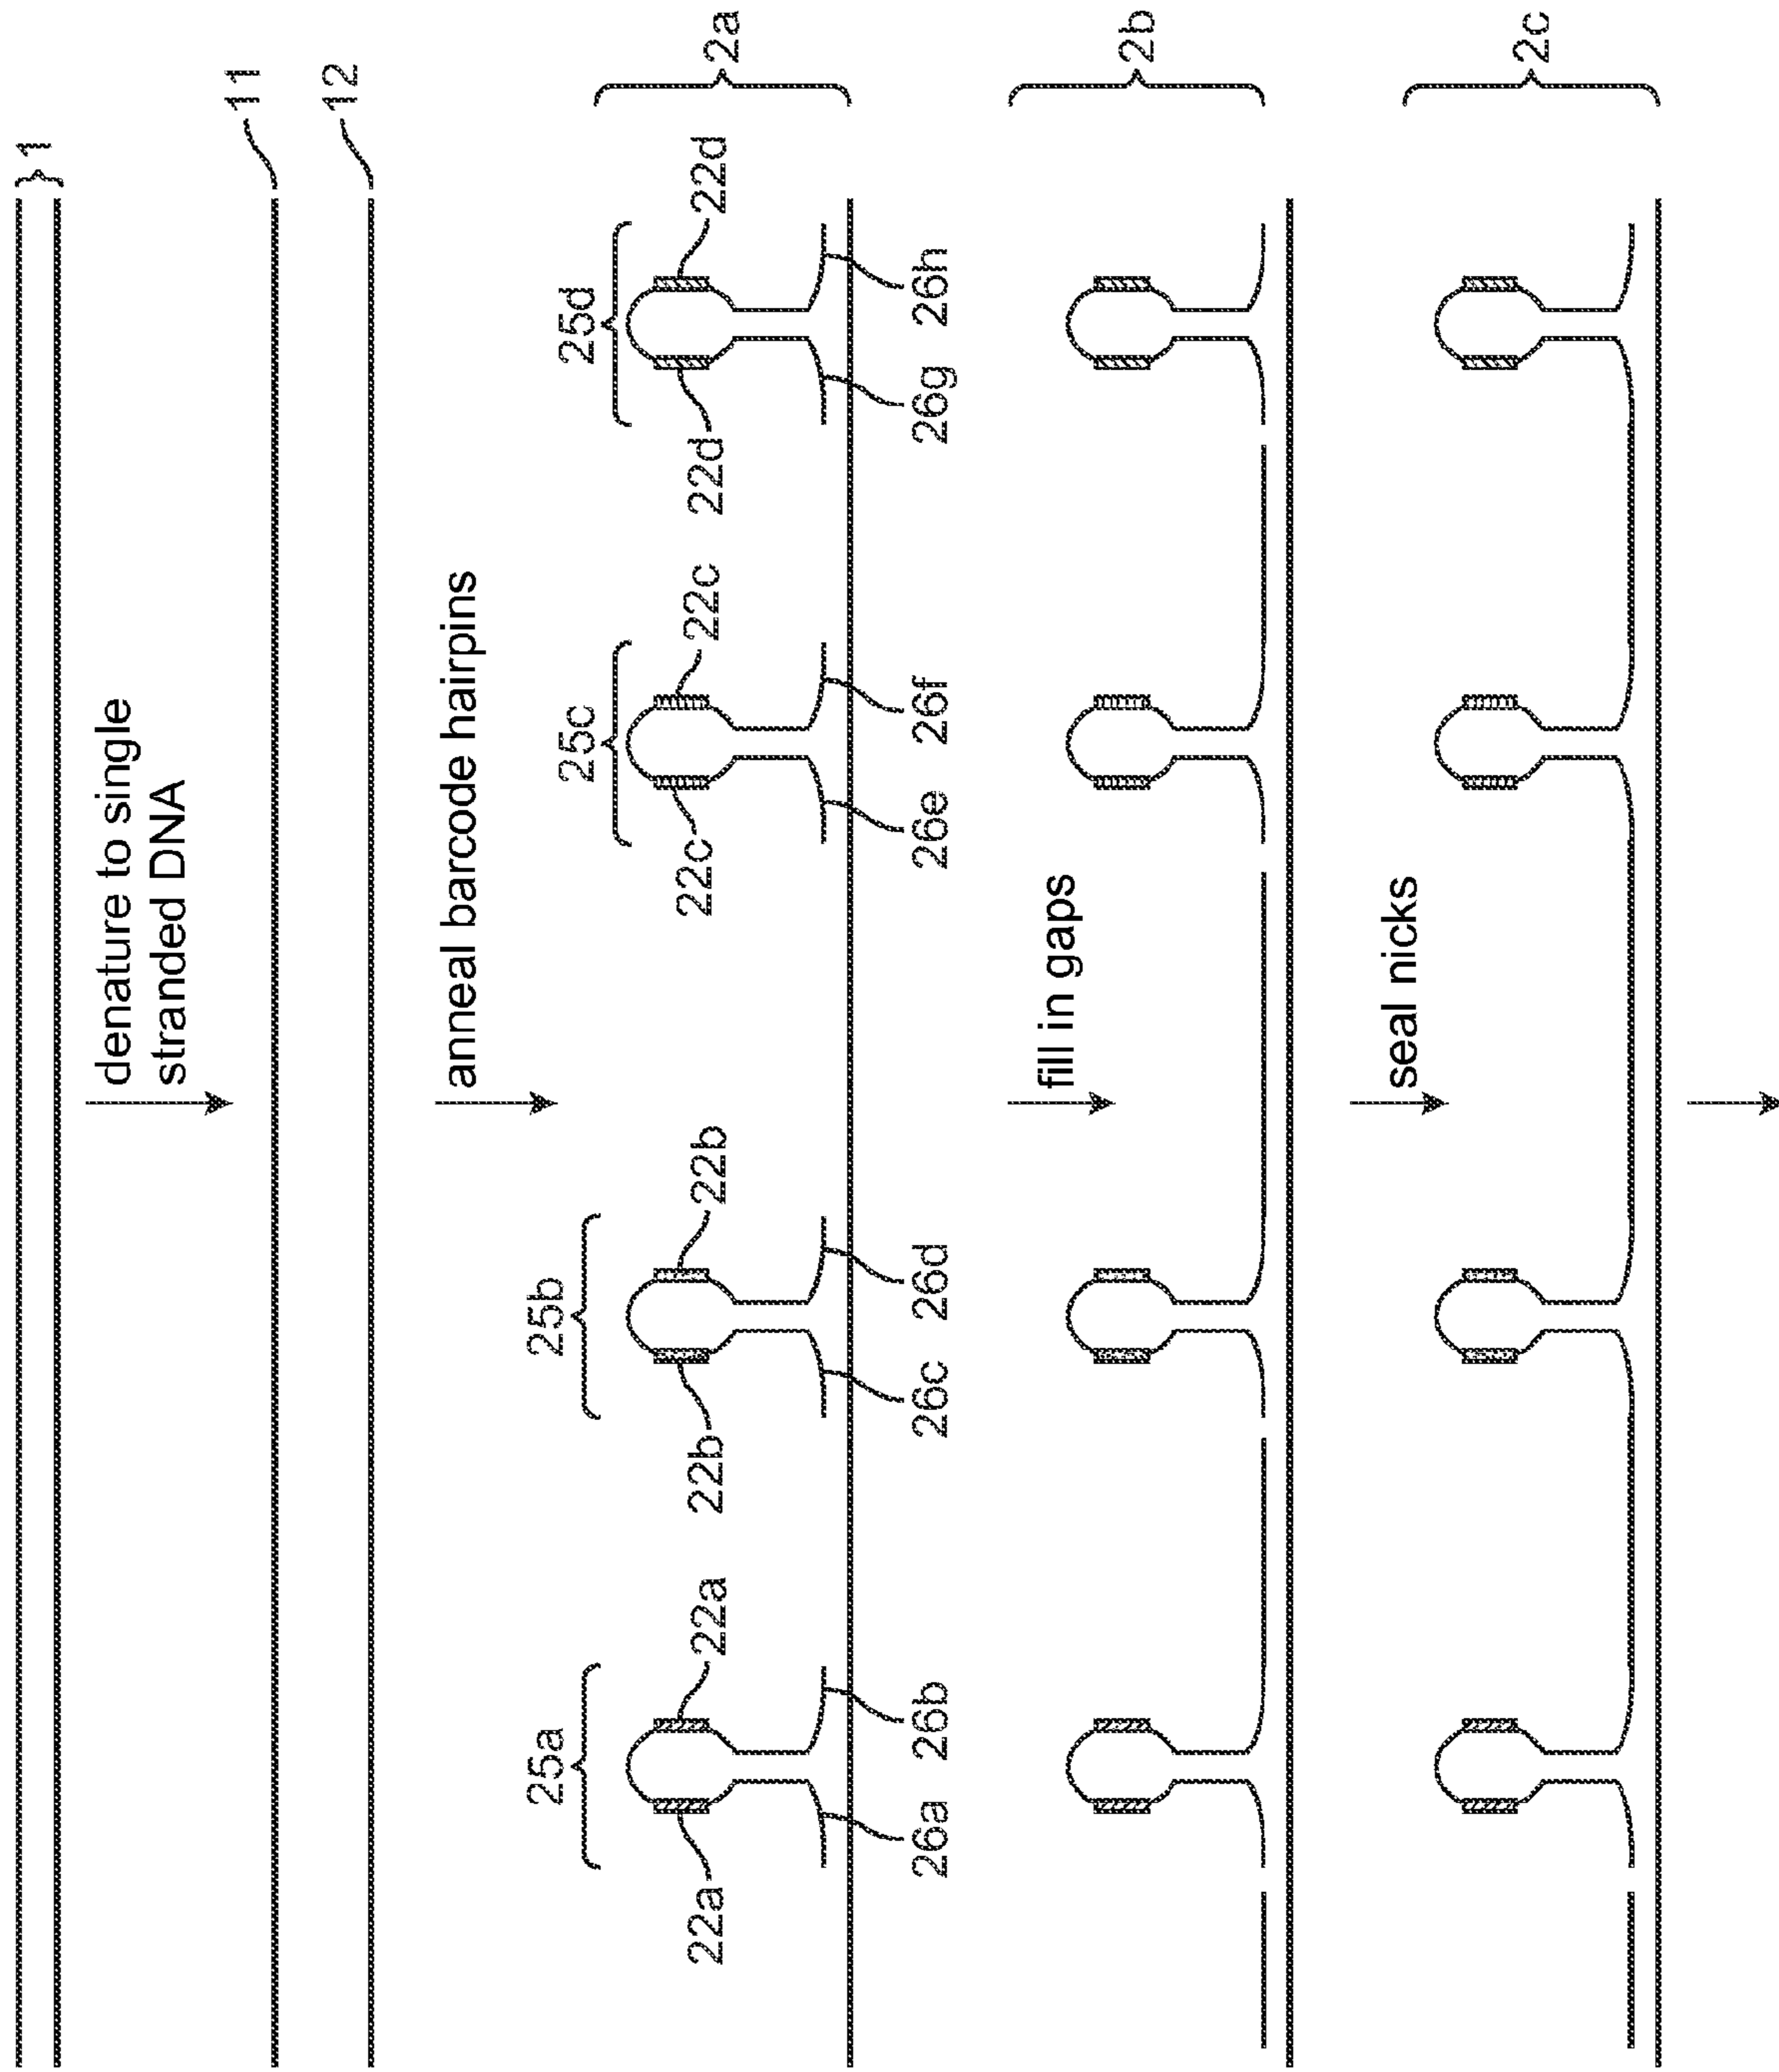 1
denature to single
stranded DNA
11
12
anneal barcode hairpins
25a
25b
25c
25d
22a
22a
22b
22b
22c
22c
22d
22d
2a
26a
26b
26c
26d
26e
26f
26g
26h
fill in gaps
2b
seal nicks
2c